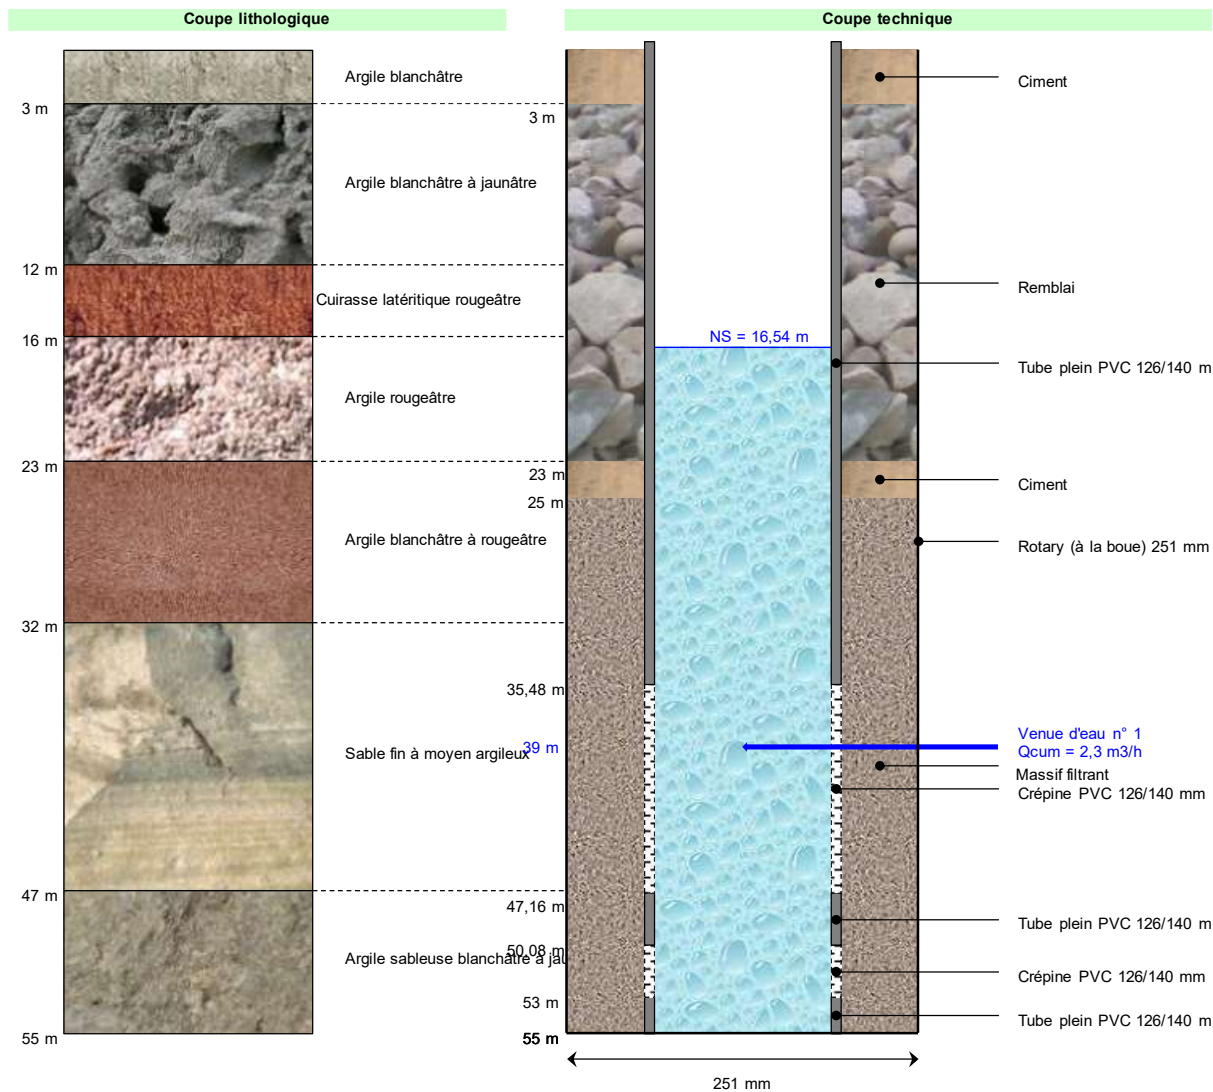 Coupe lithologique
Coupe technique
Argile blanchâtre
3 m
Argile blanchâtre à jaunâtre
12 m
Cuirasse latéritique rougeâtre
16 m
Argile rougeâtre
23 m
Argile blanchâtre à rougeâtre
32 m
Sable fin à moyen argileux
47 m
Argile sableuse blanchâtre à jau
55 m
3 m
23 m
25 m
35,48 m
39 m
47,16 m
50,08 m
53 m
55 m
NS = 16,54 m
Ciment
Remblai
Tube plein PVC 126/140 m
Ciment
Rotary (à la boue) 251 mm
Venue d'eau n° 1
Qcum = 2,3 m3/h
Massif filtrant
Crépine PVC 126/140 mm
Tube plein PVC 126/140 m
Crépine PVC 126/140 mm
Tube plein PVC 126/140 m
251 mm